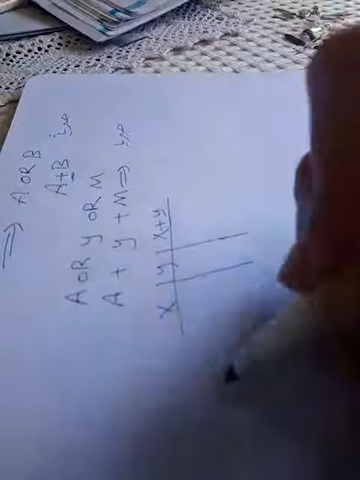 ⇒ A OR B
A+B
A OR y OR M
A + y + M ⇒
x | y | x+y